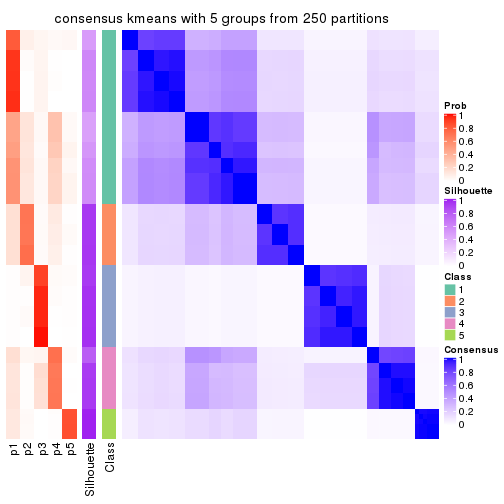 consensus kmeans with 5 groups from 250 partitions
Prob
1
0.8
0.6
0.4
0.2
0
Silhouette
1
0.8
0.6
0.4
0.2
0
Class
1
2
3
4
5
Consensus
1
0.8
0.6
0.4
0.2
0
p1
p2
p3
p4
p5
Silhouette
Class